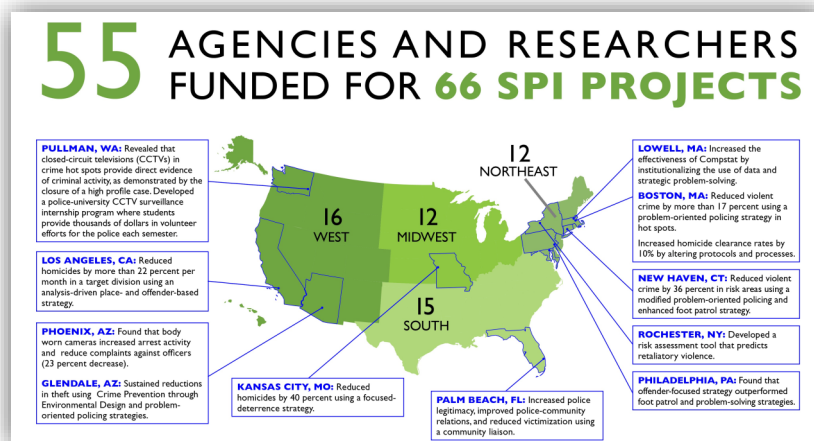 55 AGENCIES AND RESEARCHERS
FUNDED FOR 66 SPI PROJECTS
PULLMAN, WA: Revealed that
closed-circuit televisions (CCTVs) in
crime hot spots provide direct evidence
of criminal activity, as demonstrated by the
closure of a high profile case. Developed
a police-university CCTV surveillance
internship program where students
provide thousands of dollars in volunteer
efforts for the police each semester.
LOS ANGELES, CA: Reduced
homicides by more than 22 percent per
month in a target division using an
analysis-driven place- and offender-based
strategy.
PHOENIX, AZ: Found that body
worn cameras increased arrest activity
and reduce complaints against officers
(23 percent decrease).
GLENDALE, AZ: Sustained reductions
in theft using Crime Prevention through
Environmental Design and problem-
oriented policing strategies.
16
WEST
12
MIDWEST
12
NORTHEAST
15
SOUTH
KANSAS CITY, MO: Reduced
homicides by 40 percent using a focused-
deterrence strategy.
PALM BEACH, FL: Increased police
legitimacy, improved police-community
relations, and reduced victimization using
a community liaison.
LOWELL, MA: Increased the
effectiveness of Compstat by
institutionalizing the use of data and
strategic problem-solving.
BOSTON, MA: Reduced violent
crime by more than 17 percent using a
problem-oriented policing strategy in
hot spots.
Increased homicide clearance rates by
10% by altering protocols and processes.
NEW HAVEN, CT: Reduced violent
crime by 36 percent in risk areas using a
modified problem-oriented policing and
enhanced foot patrol strategy.
ROCHESTER, NY: Developed a
risk assessment tool that predicts
retaliatory violence.
PHILADELPHIA, PA: Found that
offender-focused strategy outperformed
foot patrol and problem-solving strategies.